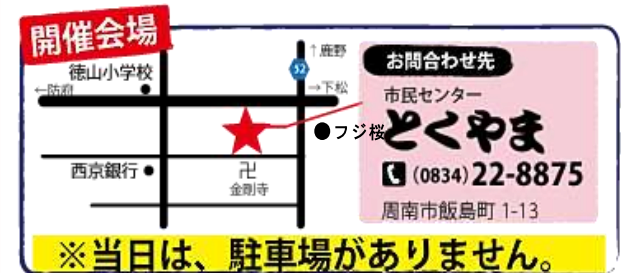 開催会場
↑鹿野
52
徳山小学校
←防府
→下松
●フジ桜
西京銀行●
卍
金剛寺
お問合わせ先
市民センター
とくやま
(0834)22-8875
周南市飯島町 1-13
※当日は、駐車場がありません。